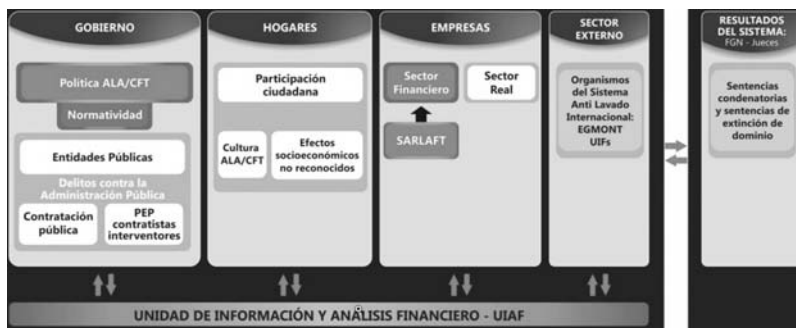 GOBIERNO
Política ALA/CFT
Normatividad
Entidades Públicas
Delitos contra la
Administración Pública
Contratación
pública
PEP
contratistas
interventores
HOGARES
Participación
ciudadana
Cultura
ALA/CFT
Efectos
socioeconómicos
no reconocidos
EMPRESAS
Sector
Financiero
Sector
Real
SARLAFT
SECTOR
EXTERNO
Organismos
del Sistema
Anti Lavado
Internacional:
EGMONT
UIFs
RESULTADOS
DEL SISTEMA:
FGN - Jueces
Sentencias
condenatorias
y sentencias de
extinción de
dominio
UNIDAD DE INFORMACIÓN Y ANÁLISIS FINANCIERO - UIAF